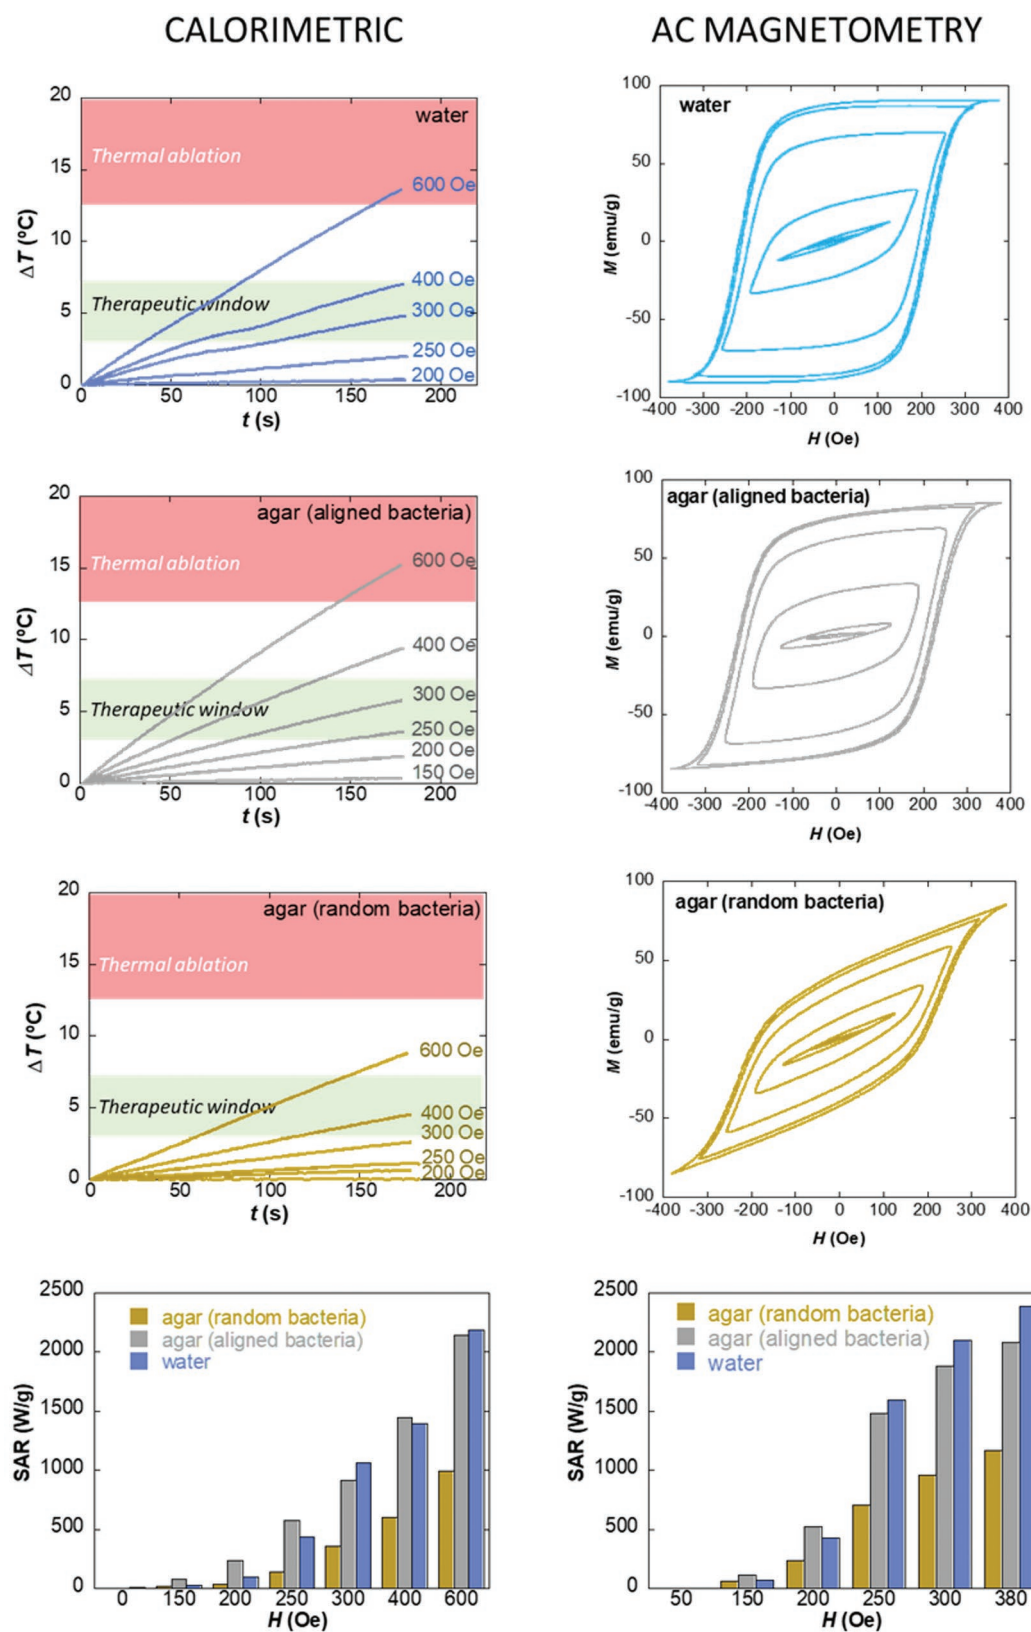 CALORIMETRIC
AC MAGNETOMETRY
20
15
10
5
0
ΔT (ºC)
water
Thermal ablation
600 Oe
400 Oe
Therapeutic window
300 Oe
250 Oe
200 Oe
0 50 100 150 200
t (s)
100
50
0
-50
-100
M (emu/g)
water
-400 -300 -200 -100 0 100 200 300 400
H (Oe)
20
15
10
5
0
ΔT (ºC)
agar (aligned bacteria)
Thermal ablation
600 Oe
400 Oe
300 Oe
Therapeutic window
250 Oe
200 Oe
150 Oe
0 50 100 150 200
t (s)
100
50
0
-50
-100
M (emu/g)
agar (aligned bacteria)
-400 -300 -200 -100 0 100 200 300 400
H (Oe)
20
15
10
5
0
ΔT (ºC)
agar (random bacteria)
Thermal ablation
600 Oe
Therapeutic window
400 Oe
300 Oe
250 Oe
200 Oe
0 50 100 150 200
t (s)
100
50
0
-50
-100
M (emu/g)
agar (random bacteria)
-400 -300 -200 -100 0 100 200 300 400
H (Oe)
2500
2000
1500
1000
500
0
SAR (W/g)
agar (random bacteria)
agar (aligned bacteria)
water
0 150 200 250 300 400 600
H (Oe)
2500
2000
1500
1000
500
0
SAR (W/g)
agar (random bacteria)
agar (aligned bacteria)
water
50 150 200 250 300 380
H (Oe)